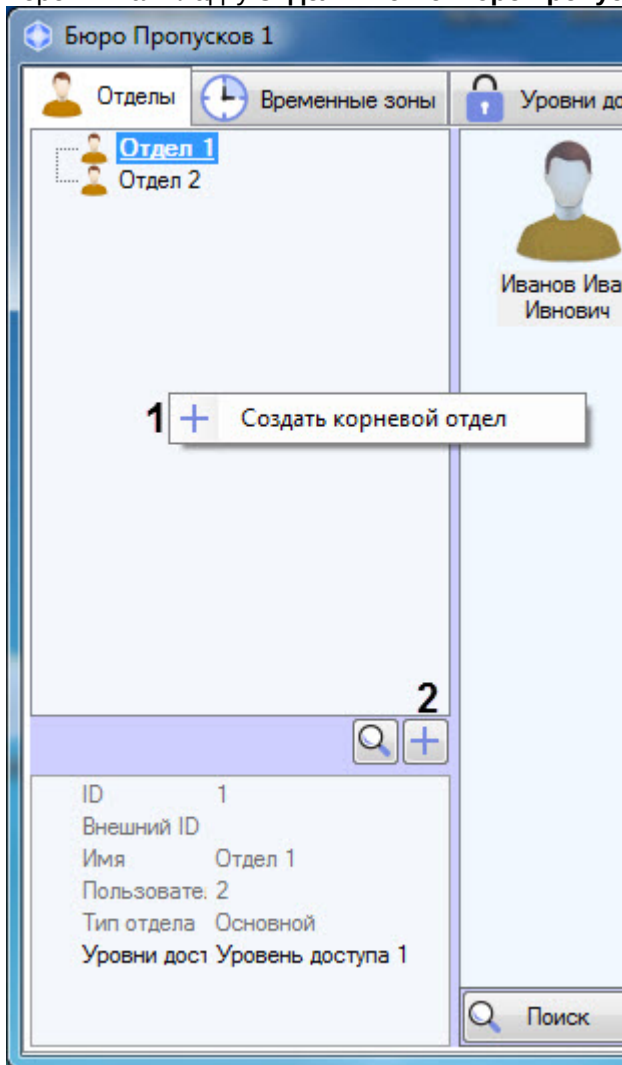 Бюро Пропусков 1
Отделы
Временные зоны
Уровни до
Отдел 1
Отдел 2
Иванов Ива
Ивнович
1
Создать корневой отдел
2
ID 1
Внешний ID
Имя Отдел 1
Пользовате. 2
Тип отдела Основной
Уровни дост Уровень доступа 1
Поиск